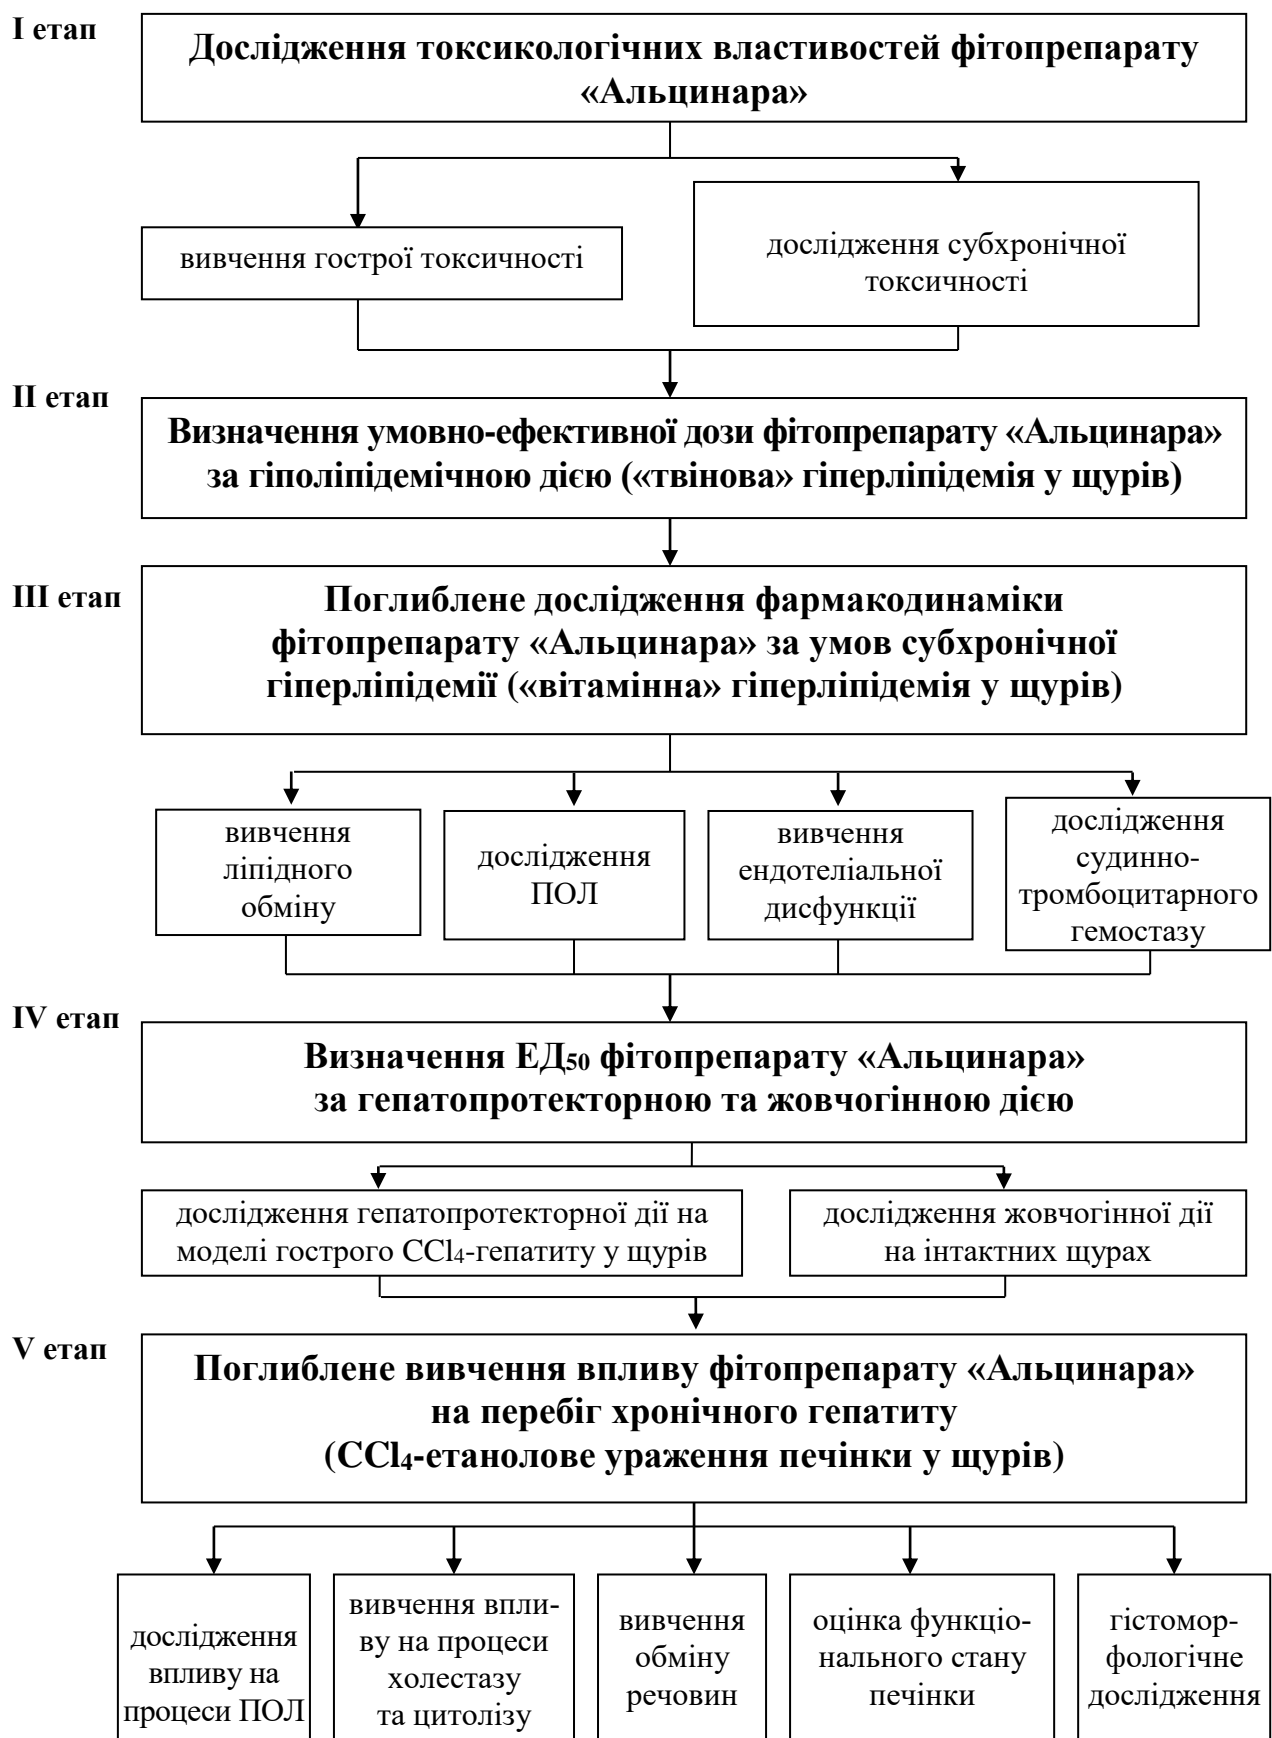 I етап
Дослідження токсикологічних властивостей фітопрепарату
«Альцинара»
вивчення гострої токсичності
дослідження субхронічної
токсичності
II етап
Визначення умовно-ефективної дози фітопрепарату «Альцинара»
за гіполіпідемічною дією («твінова» гіперліпідемія у щурів)
III етап
Поглиблене дослідження фармакодинаміки
фітопрепарату «Альцинара» за умов субхронічної
гіперліпідемії («вітамінна» гіперліпідемія у щурів)
вивчення
ліпідного
обміну
дослідження
ПОЛ
вивчення
ендотеліальної
дисфункції
дослідження
судинно-
тромбоцитарного
гемостазу
IV етап
Визначення ЕД₅₀ фітопрепарату «Альцинара»
за гепатопротекторною та жовчогінною дією
дослідження гепатопротекторної дії на
моделі гострого CCl₄-гепатиту у щурів
дослідження жовчогінної дії
на інтактних щурах
V етап
Поглиблене вивчення впливу фітопрепарату «Альцинара»
на перебіг хронічного гепатиту
(CCl₄-етанолове ураження печінки у щурів)
дослідження
впливу на
процеси ПОЛ
вивчення впли-
ву на процеси
холестазу
та цитолізу
вивчення
обміну
речовин
оцінка функціо-
нального стану
печінки
гістомор-
фологічне
дослідження